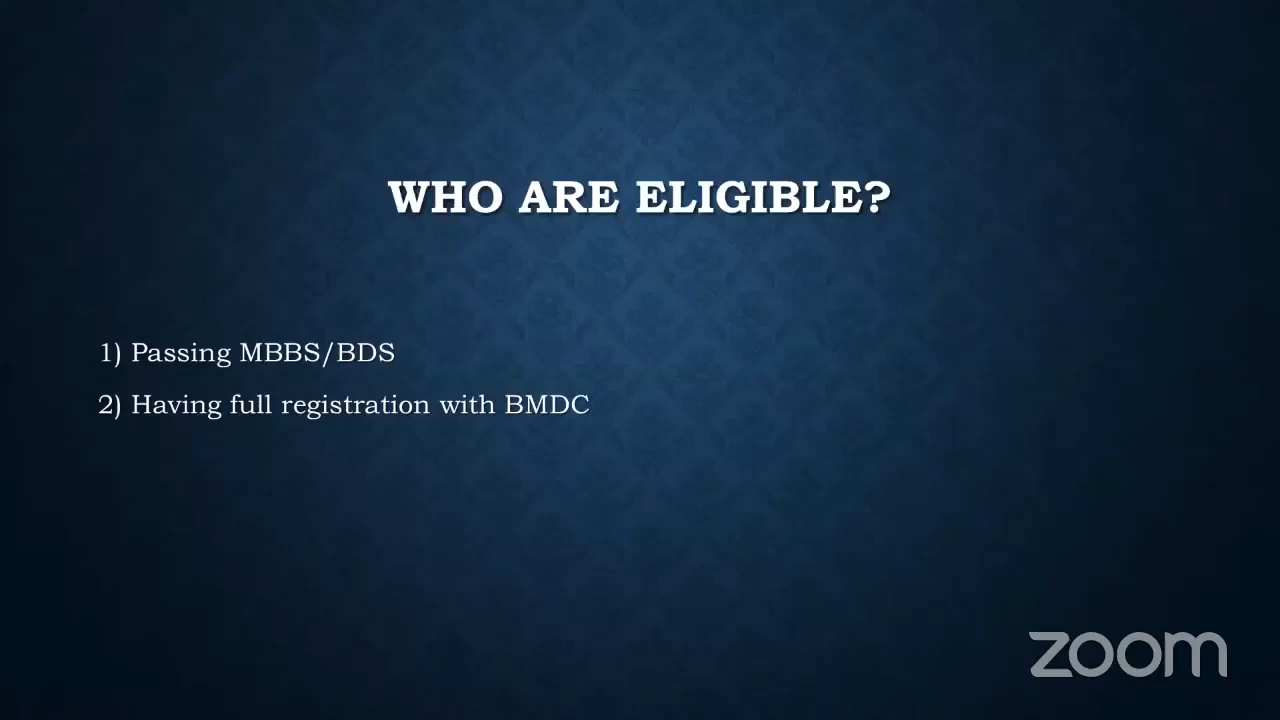 WHO ARE ELIGIBLE?
1) Passing MBBS/BDS
2) Having full registration with BMDC
zoom